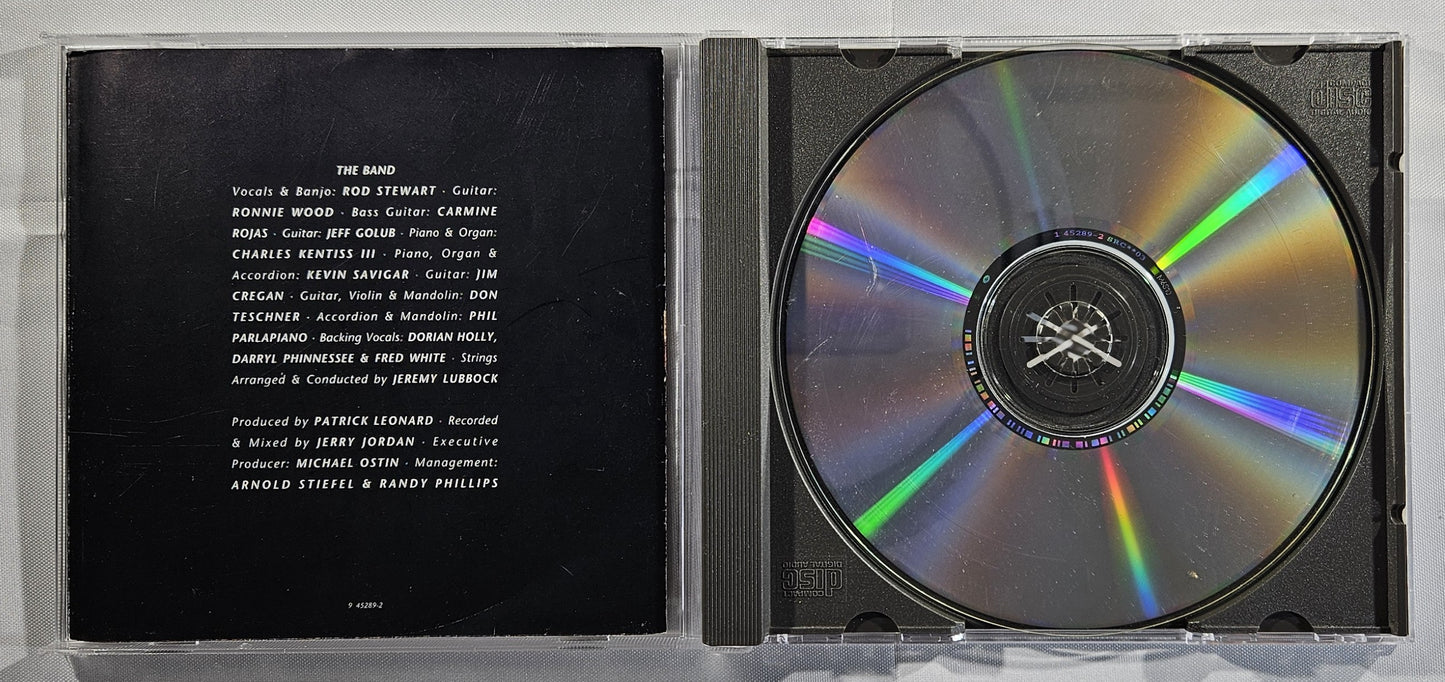 THE BAND
Vocals & Banjo: ROD STEWART · Guitar:
RONNIE WOOD · Bass Guitar: CARMINE
ROJAS · Guitar: JEFF GOLUB · Piano & Organ:
CHARLES KENTISS III · Piano, Organ &
Accordion: KEVIN SAVIGAR · Guitar: JIM
CREGAN · Guitar, Violin & Mandolin: DON
TESCHNER · Accordion & Mandolin: PHIL
PARLAPIANO · Backing Vocals: DORIAN HOLLY,
DARRYL PHINNESSEE & FRED WHITE · Strings
Arranged & Conducted by JEREMY LUBBOCK
Produced by PATRICK LEONARD · Recorded
& Mixed by JERRY JORDAN · Executive
Producer: MICHAEL OSTIN · Management:
ARNOLD STIEFEL & RANDY PHILLIPS
9 45289-2
1 45289-2 SRC**03
COMPACT
disc
DIGITAL AUDIO
COMPACT
disc
DIGITAL AUDIO